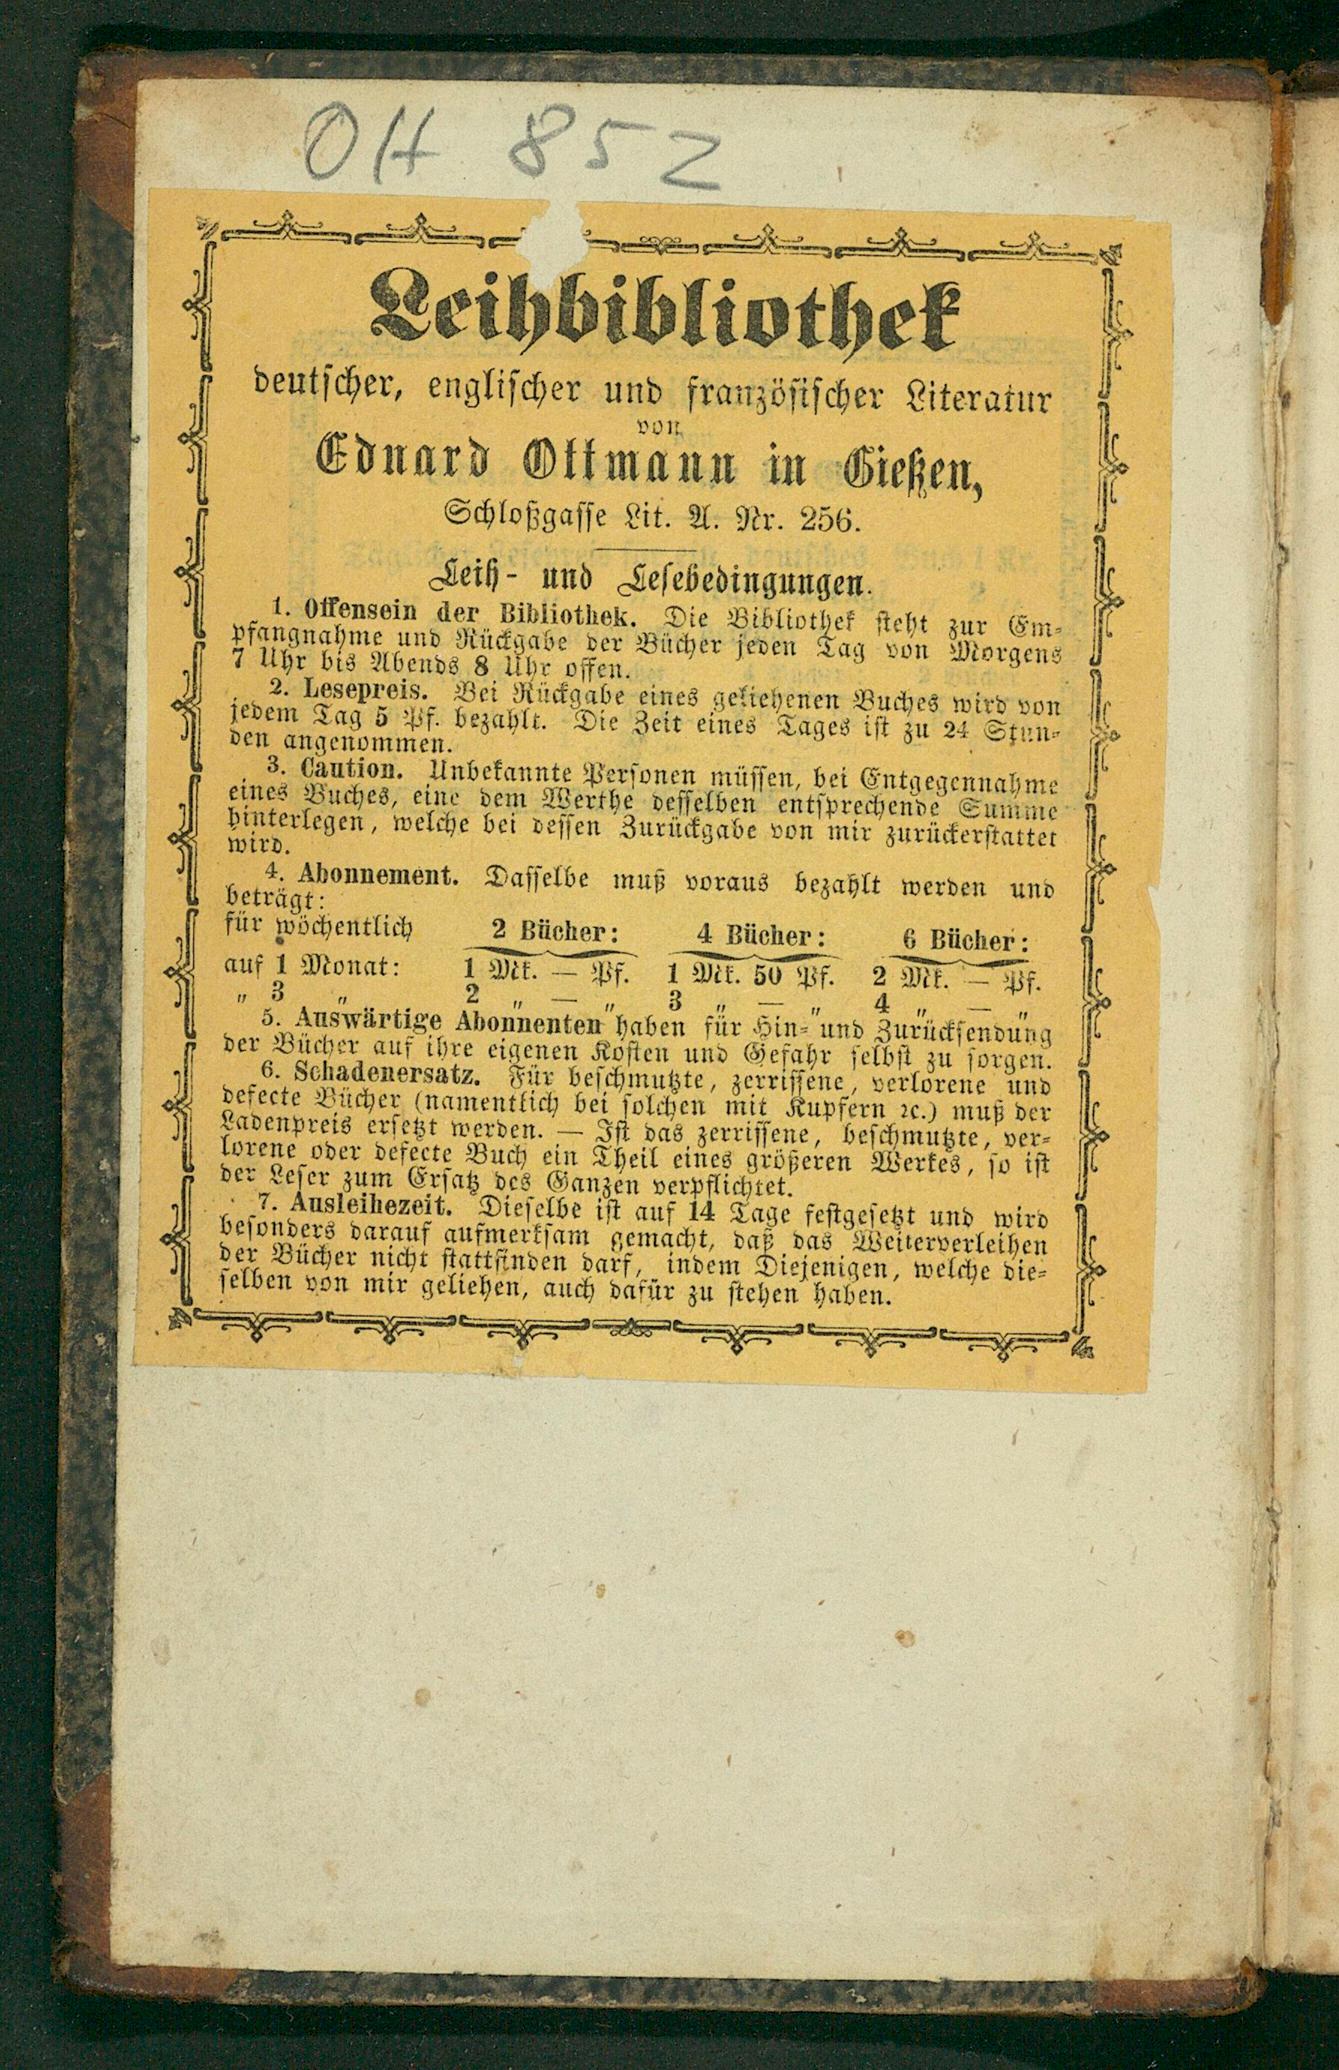 OH 852
Leihbibliothek
deutscher, englischer und französischer Literatur
von
Eduard Ottmann in Gießen,
Schloßgasse Lit. A. Nr. 256.
Leih- und Lesebedingungen.
1. Offensein der Bibliothek. Die Bibliothek steht zur Em-
pfangnahme und Rückgabe der Bücher jeden Tag von Morgens
7 Uhr bis Abends 8 Uhr offen.
2. Lesepreis. Bei Rückgabe eines geliehenen Buches wird von
jedem Tag 5 Pf. bezahlt. Die Zeit eines Tages ist zu 24 Stun-
den angenommen.
3. Caution. Unbekannte Personen müssen, bei Entgegennahme
eines Buches, eine dem Werthe desselben entsprechende Summe
hinterlegen, welche bei dessen Zurückgabe von mir zurückerstattet
wird.
4. Abonnement. Dasselbe muß voraus bezahlt werden und
beträgt:
für wöchentlich 2 Bücher: 4 Bücher: 6 Bücher:
auf 1 Monat: 1 Mk. — Pf. 1 Mk. 50 Pf. 2 Mk. — Pf.
„ 3 „ 2 „ — „ 3 „ — „ 4 „ — „
5. Auswärtige Abonnenten haben für Hin- und Zurücksendung
der Bücher auf ihre eigenen Kosten und Gefahr selbst zu sorgen.
6. Schadenersatz. Für beschmutzte, zerrissene, verlorene und
defecte Bücher (namentlich bei solchen mit Kupfern ꝛc.) muß der
Ladenpreis ersetzt werden. — Ist das zerrissene, beschmutzte, ver-
lorene oder defecte Buch ein Theil eines größeren Werkes, so ist
der Leser zum Ersatz des Ganzen verpflichtet.
7. Ausleihezeit. Dieselbe ist auf 14 Tage festgesetzt und wird
besonders darauf aufmerksam gemacht, daß das Weiterverleihen
der Bücher nicht stattfinden darf, indem Diejenigen, welche die-
selben von mir geliehen, auch dafür zu stehen haben.